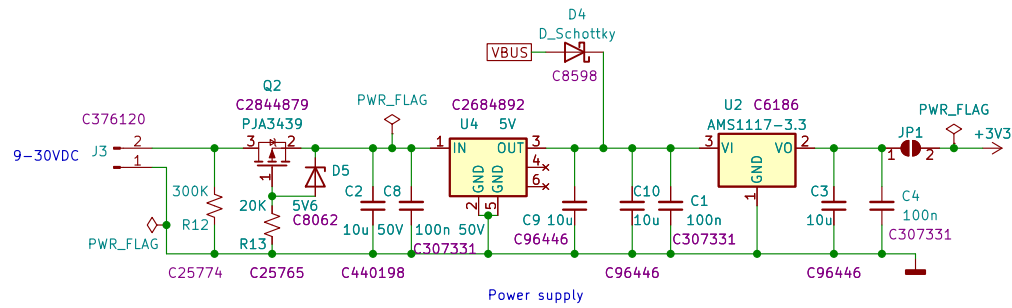 D4
D_Schottky
VBUS
C8598
Q2
C2844879
PJA3439
PWR_FLAG
C2684892
U4 5V
U2 C6186
AMS1117-3.3
PWR_FLAG
+3V3
JP1
C376120
9-30VDC
J3
2
1
3
2
1
1
IN
OUT
3
4
6
GND
GND
2
5
3
VI
VO
2
GND
1
1
2
D5
5V6
C8062
300K
R12
20K
R13
C2
10u 50V
C8
100n 50V
C307331
C9 10u
C96446
C10
10u
C1
100n
C307331
C3
10u
C4
100n
C307331
PWR_FLAG
C25774
C25765
C440198
C96446
C96446
Power supply